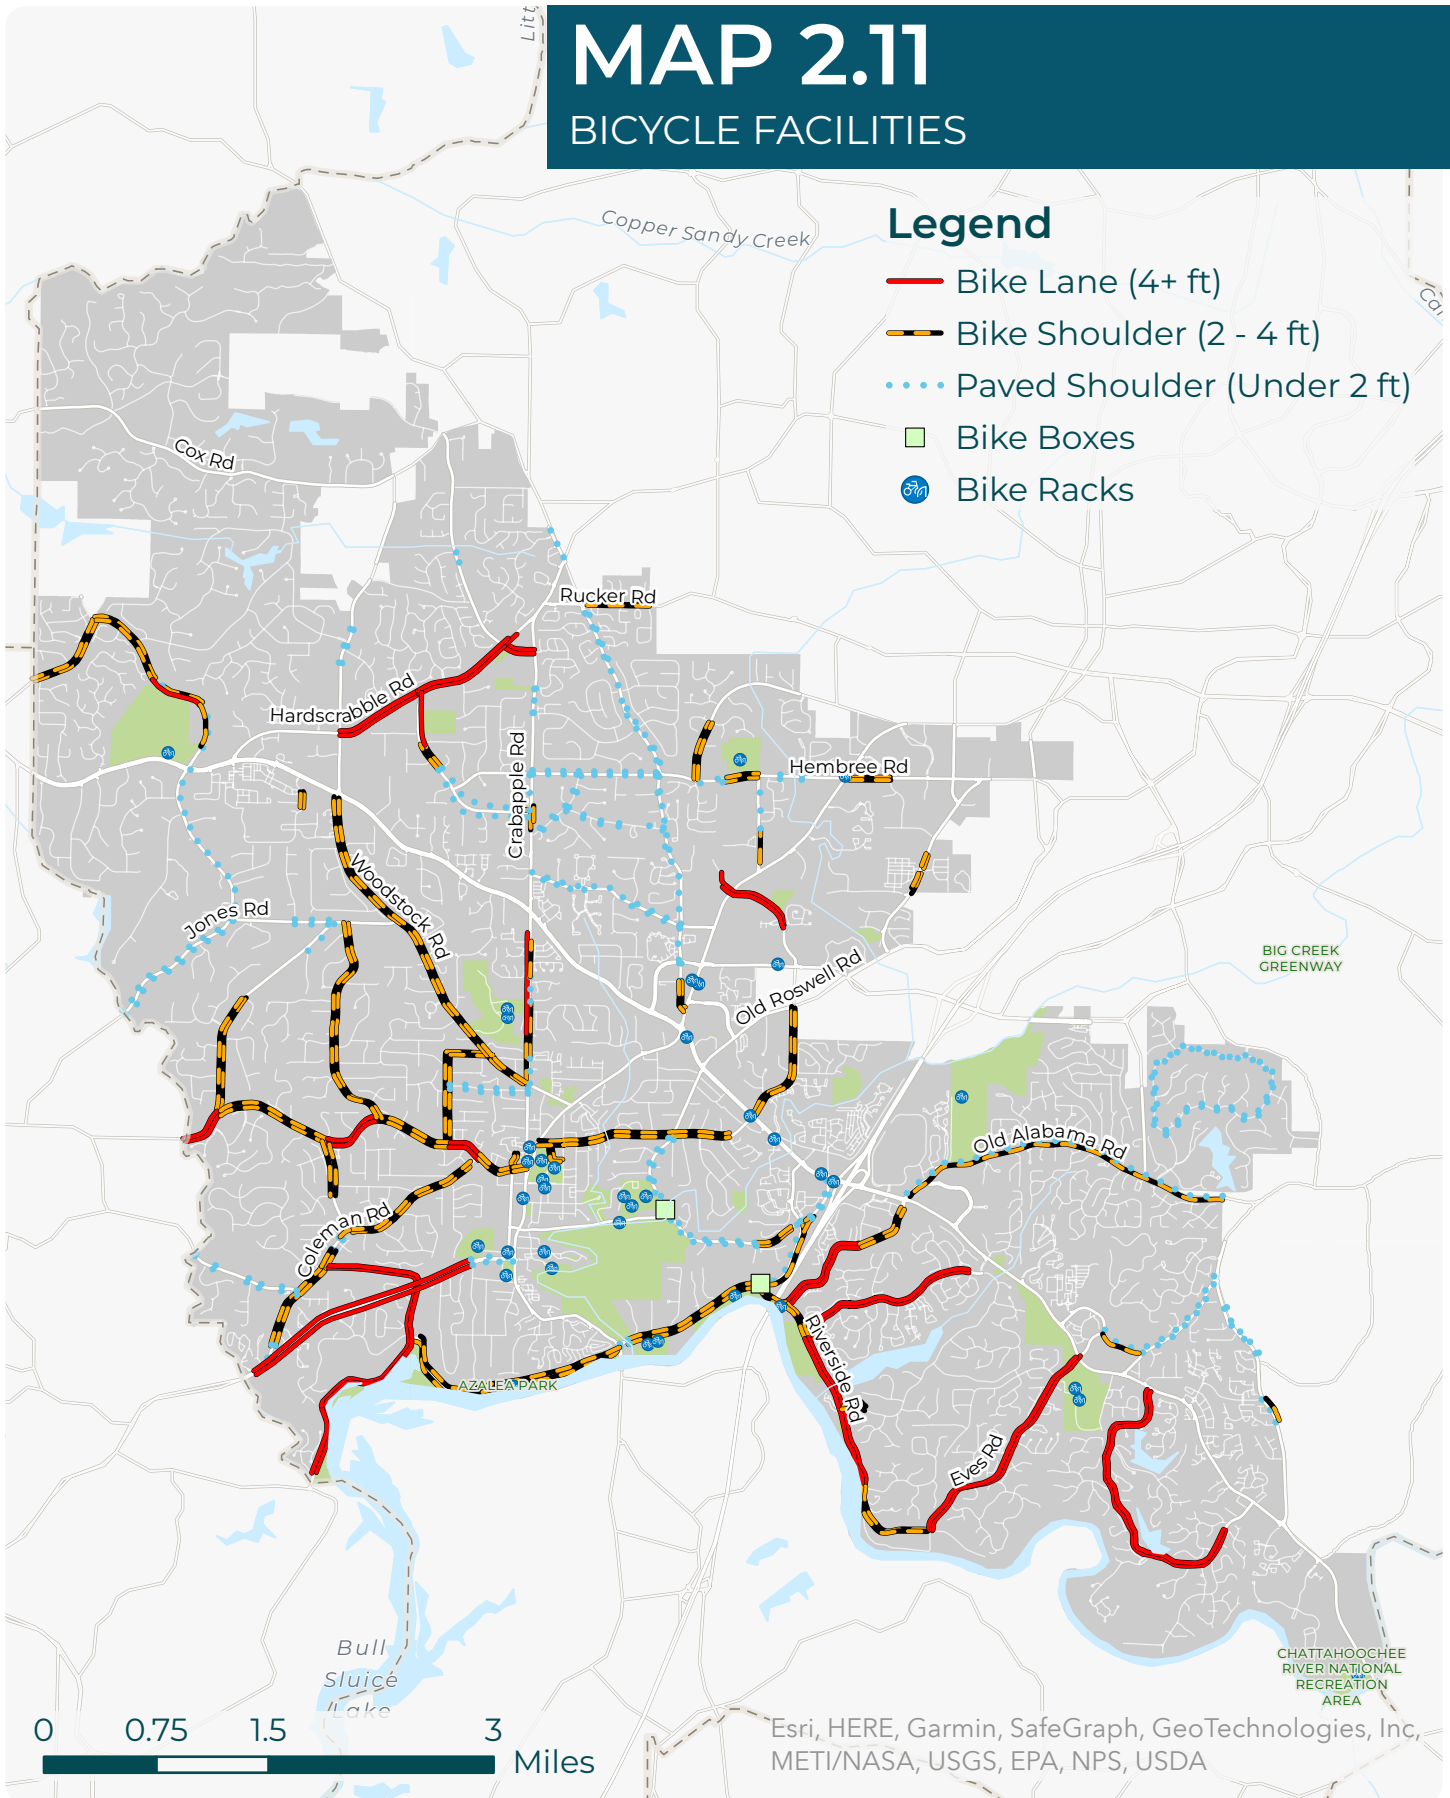 MAP 2.11
BICYCLE FACILITIES
Copper Sandy Creek
Legend
Bike Lane (4+ ft)
Bike Shoulder (2 - 4 ft)
Paved Shoulder (Under 2 ft)
Bike Boxes
Bike Racks
Cox Rd
Rucker Rd
Hardscrabble Rd
Crabapple Rd
Hembree Rd
Woodstock Rd
Jones Rd
Old Roswell Rd
BIG CREEK
GREENWAY
Old Alabama Rd
Coleman Rd
Riverside Rd
AZALEA PARK
Eves Rd
Bull
Sluice
Lake
CHATTAHOOCHEE
RIVER NATIONAL
RECREATION
AREA
0 0.75 1.5 3
Miles
Esri, HERE, Garmin, SafeGraph, GeoTechnologies, Inc,
METI/NASA, USGS, EPA, NPS, USDA